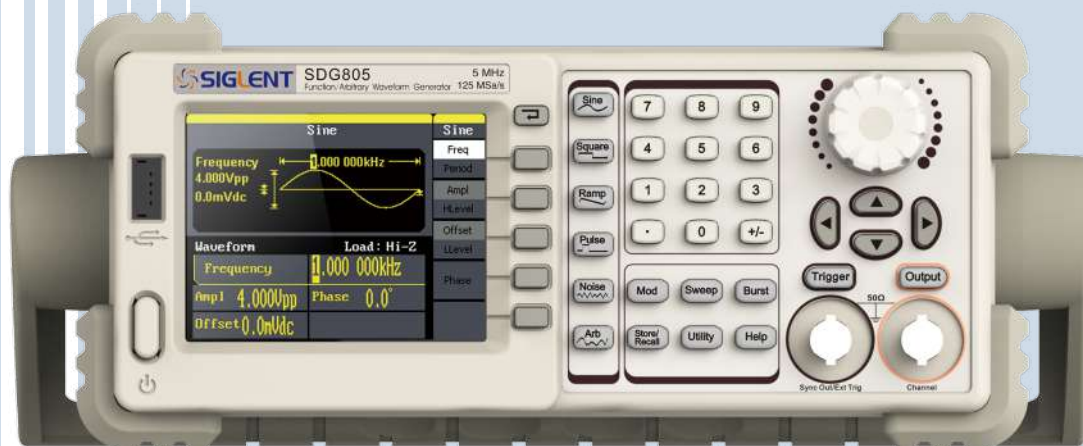 SIGLENT
SDG805
5 MHz
Function/Arbitrary Waveform Generator
125 MSa/s
Sine
Sine
Frequency
1.000 000kHz
4.000Vpp
0.0mVdc
Freq
Period
Ampl
HLevel
Offset
LLevel
Phase
Waveform
Load: Hi-Z
Frequency
1.000 000kHz
Ampl
4.000Vpp
Phase
0.0°
Offset
0.0mVdc
Sine
Square
Ramp
Pulse
Noise
Arb
7 8 9
4 5 6
1 2 3
. 0 +/-
Mod Sweep Burst
Store/
Recall
Utility Help
Trigger
Output
50Ω
Sync Out/Ext Trig
Channel